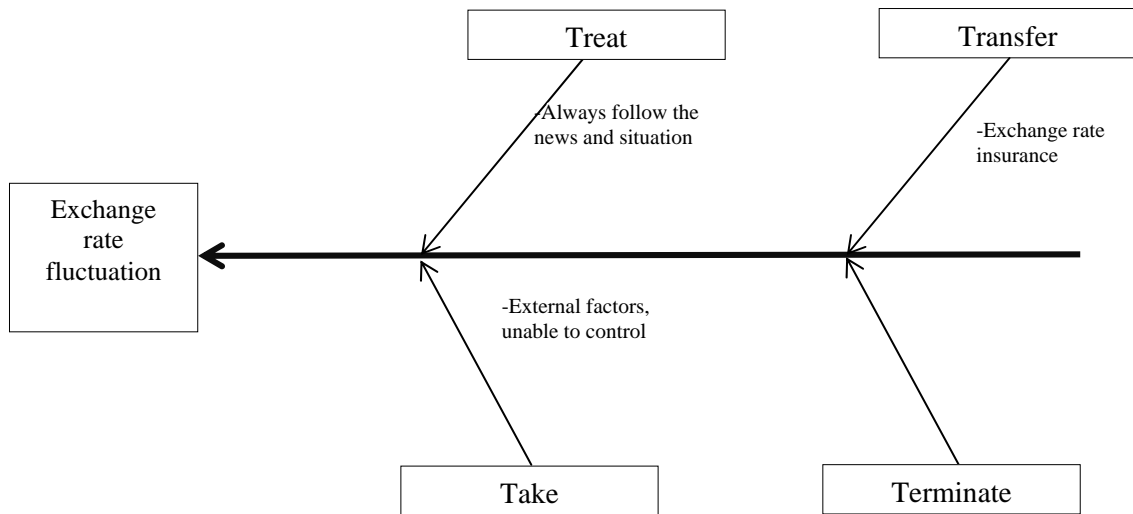 Treat
Transfer
-Always follow the
news and situation
-Exchange rate
insurance
Exchange
rate
fluctuation
-External factors,
unable to control
Take
Terminate